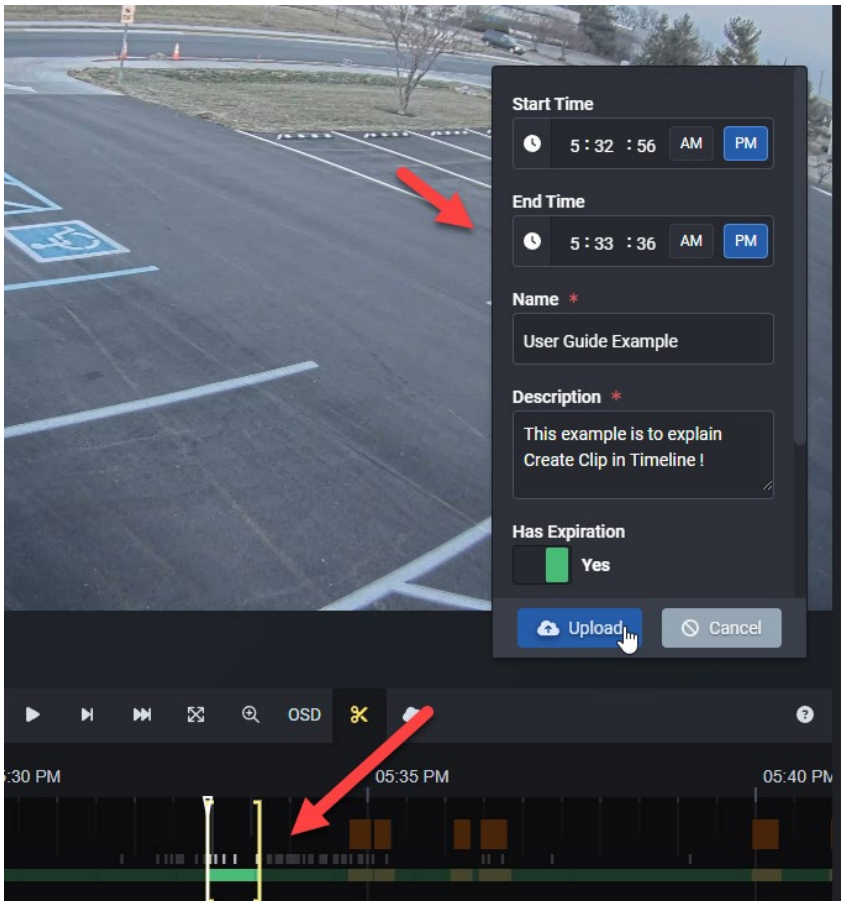 Start Time
5 : 32 : 56 AM PM
End Time
5 : 33 : 36 AM PM
Name *
User Guide Example
Description *
This example is to explain
Create Clip in Timeline !
Has Expiration
Yes
Upload Cancel
OSD
5:30 PM 05:35 PM 05:40 PM